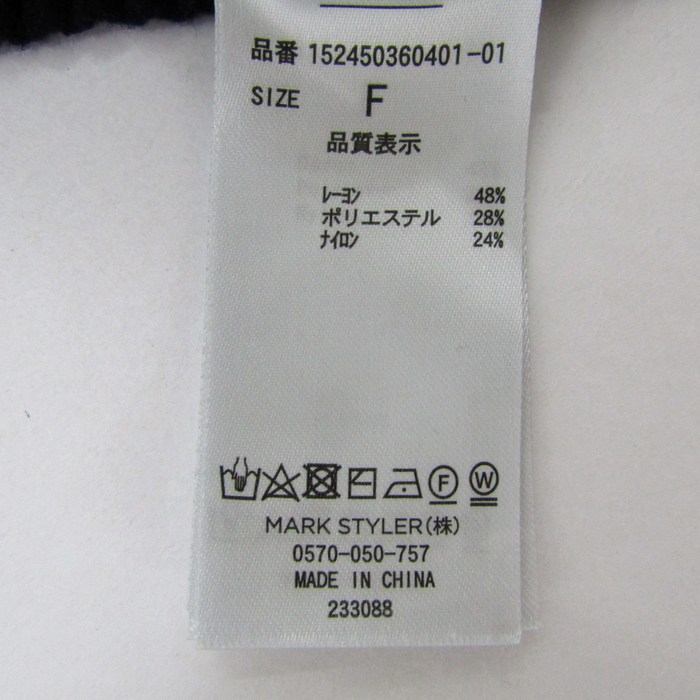 品番 152450360401-01
SIZE F
品質表示
ﾚｰﾖﾝ 48%
ポリエステル 28%
ﾅｲﾛﾝ 24%
F W
MARK STYLER(株)
0570-050-757
MADE IN CHINA
233088